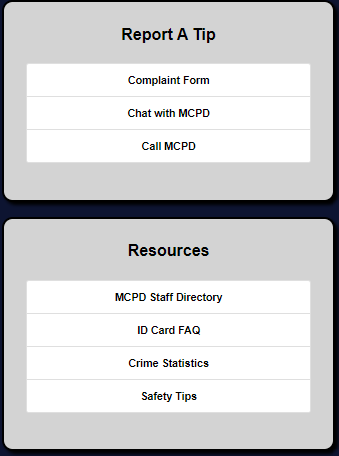 Report A Tip
Complaint Form
Chat with MCPD
Call MCPD
Resources
MCPD Staff Directory
ID Card FAQ
Crime Statistics
Safety Tips